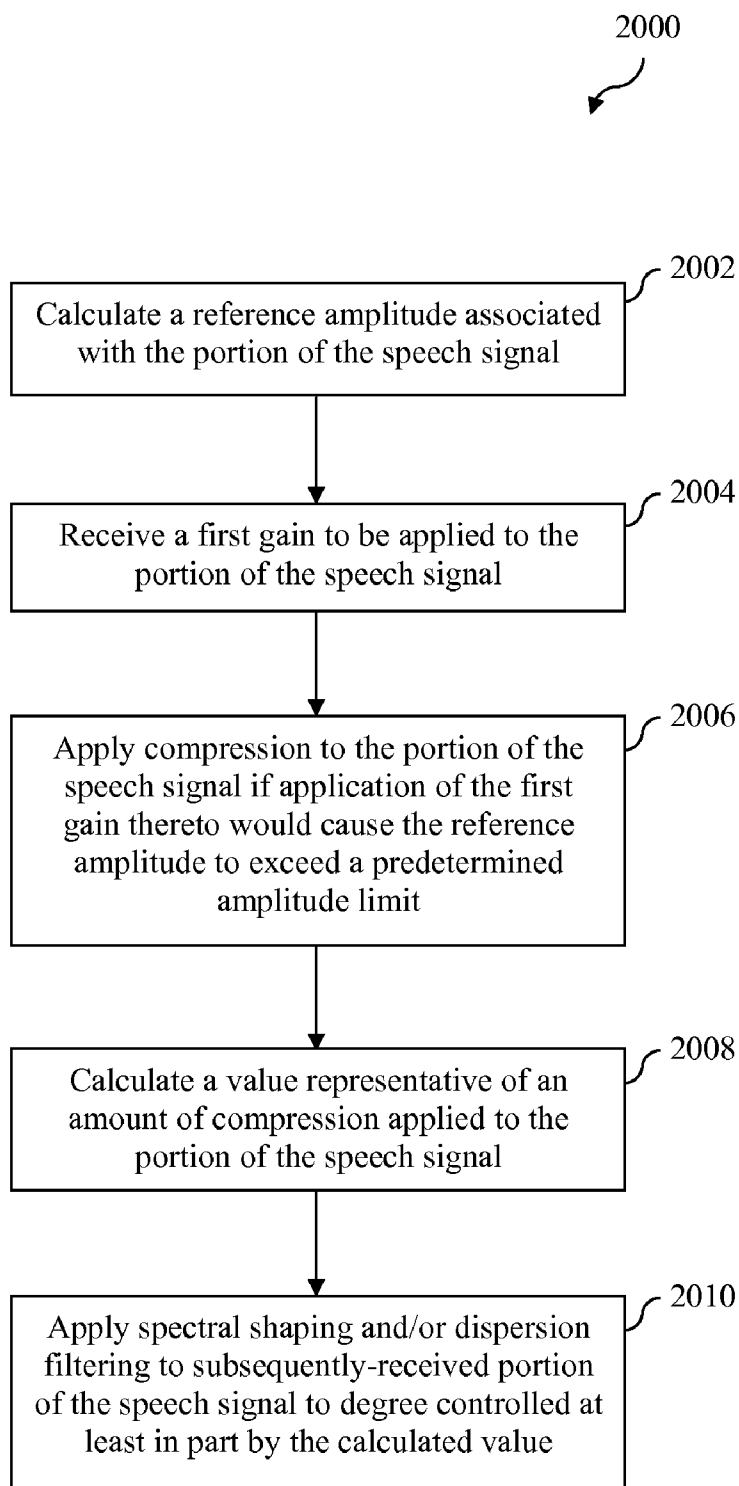 2000
2002
Calculate a reference amplitude associated
with the portion of the speech signal
2004
Receive a first gain to be applied to the
portion of the speech signal
2006
Apply compression to the portion of the
speech signal if application of the first
gain thereto would cause the reference
amplitude to exceed a predetermined
amplitude limit
2008
Calculate a value representative of an
amount of compression applied to the
portion of the speech signal
2010
Apply spectral shaping and/or dispersion
filtering to subsequently-received portion
of the speech signal to degree controlled at
least in part by the calculated value